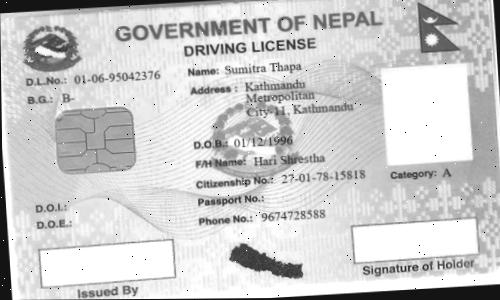 GOVERNMENT OF NEPAL
DRIVING LICENSE
D.L.No.: 01-06-95042376
B.G.: B-
Name: Sumitra Thapa
Address : Kathmandu
Metropolitan
City-11, Kathmandu
D.O.B.: 01/12/1996
F/H Name: Hari Shrestha
Citizenship No.: 27-01-78-15818
Category: A
Passport No.:
D.O.I.:
Phone No.: 9674728588
D.O.E.:
Issued By
Signature of Holder